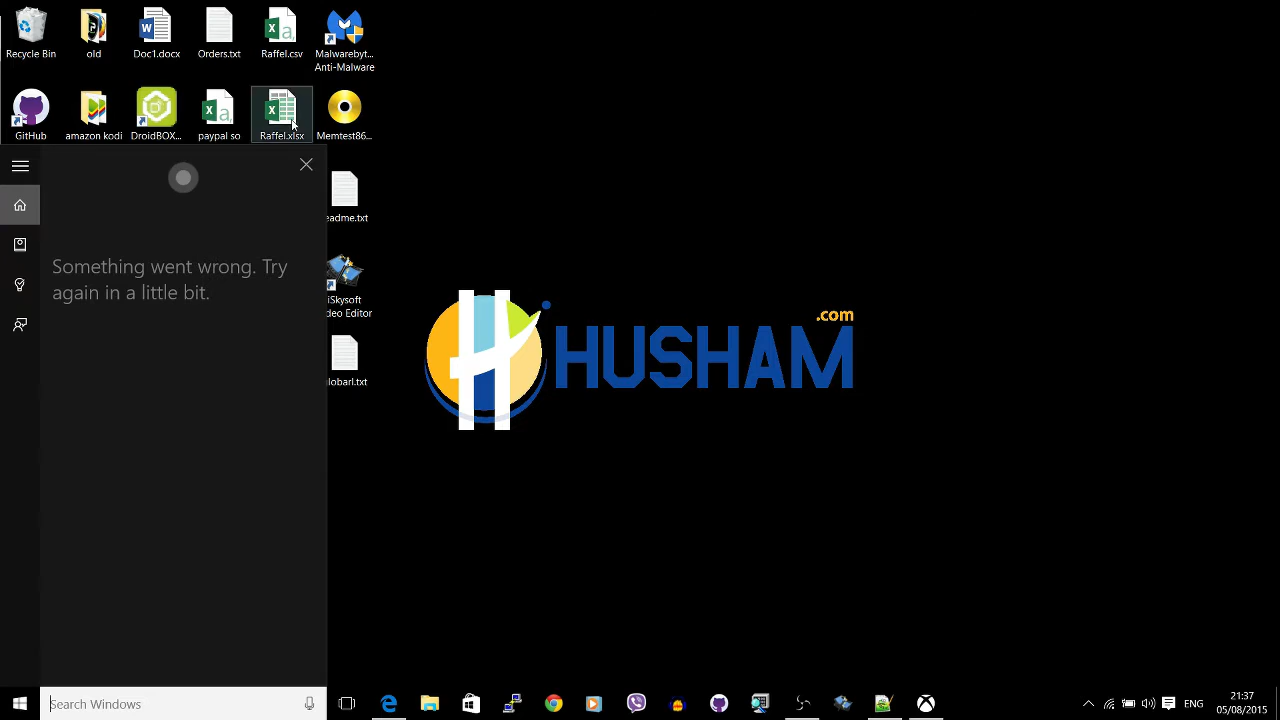 Recycle Bin
old
Doc1.docx
Orders.txt
Raffel.csv
Malwarebyt...
Anti-Malware
GitHub
amazon kodi
DroidBOX...
paypal so
Raffel.xlsx
Memtest86...
eadme.txt
Something went wrong. Try
again in a little bit.
iSkysoft
deo Editor
.com
HUSHAM
lobarl.txt
Search Windows
ENG
21:37
05/08/2015